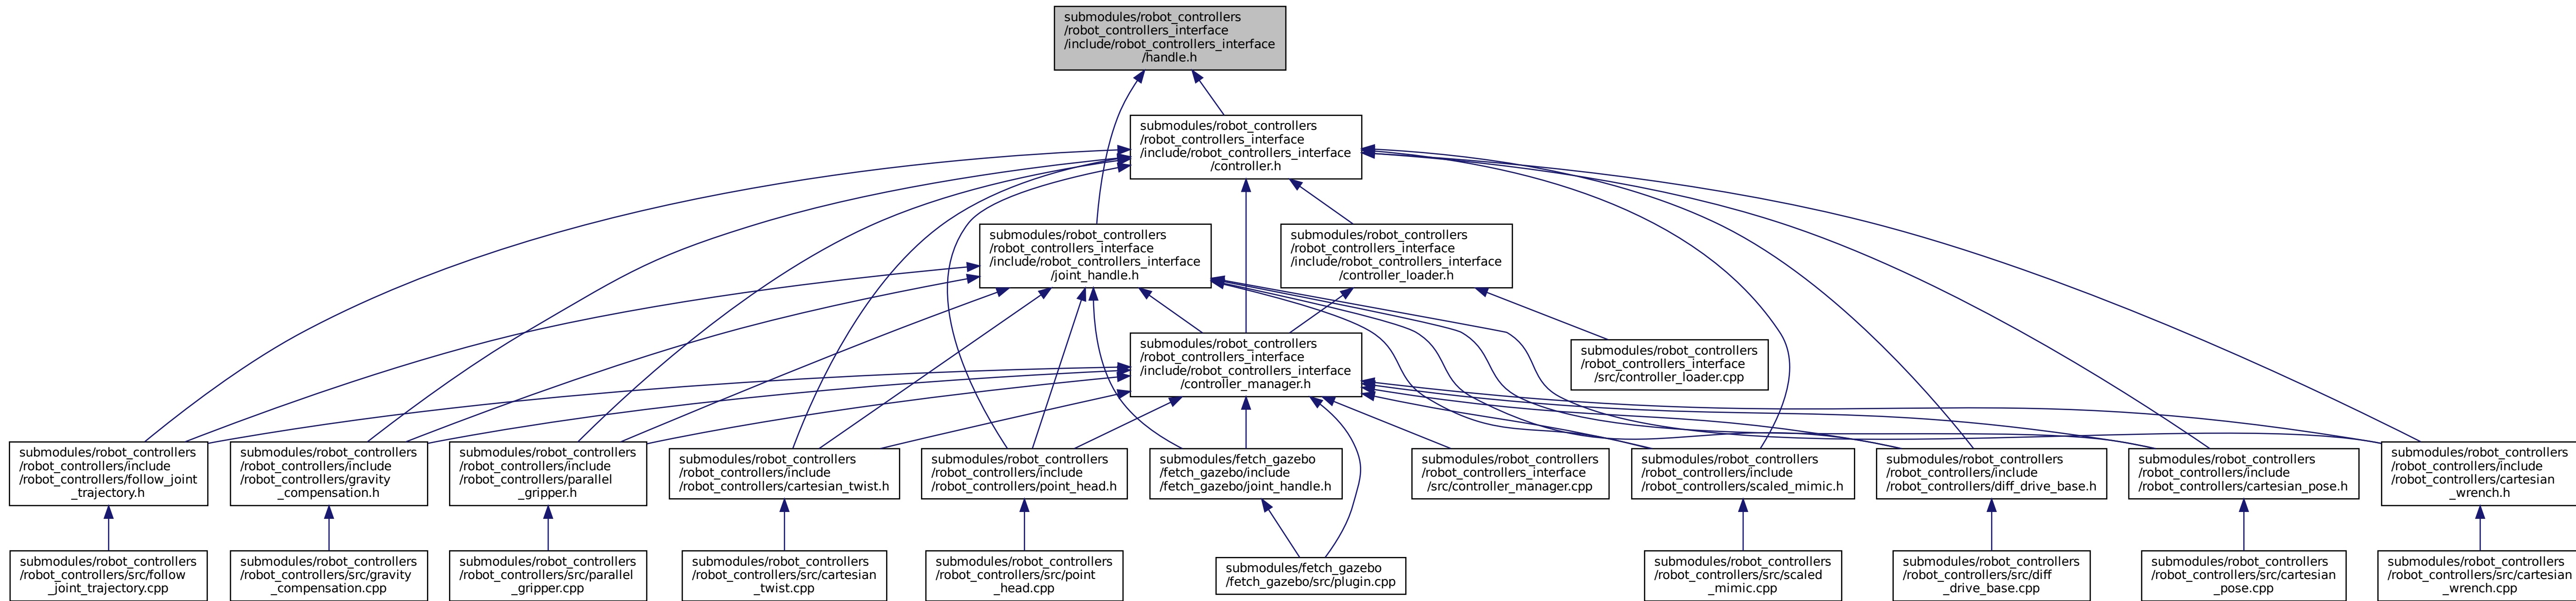 submodules/robot_controllers
/robot_controllers_interface
/include/robot_controllers_interface
/handle.h
submodules/robot_controllers
/robot_controllers_interface
/include/robot_controllers_interface
/controller.h
submodules/robot_controllers
/robot_controllers_interface
/include/robot_controllers_interface
/joint_handle.h
submodules/robot_controllers
/robot_controllers_interface
/include/robot_controllers_interface
/controller_loader.h
submodules/robot_controllers
/robot_controllers_interface
/include/robot_controllers_interface
/controller_manager.h
submodules/robot_controllers
/robot_controllers_interface
/src/controller_loader.cpp
submodules/robot_controllers
/robot_controllers/include
/robot_controllers/follow_joint
_trajectory.h
submodules/robot_controllers
/robot_controllers/include
/robot_controllers/gravity
_compensation.h
submodules/robot_controllers
/robot_controllers/include
/robot_controllers/parallel
_gripper.h
submodules/robot_controllers
/robot_controllers/include
/robot_controllers/cartesian_twist.h
submodules/robot_controllers
/robot_controllers/include
/robot_controllers/point_head.h
submodules/fetch_gazebo
/fetch_gazebo/include
/fetch_gazebo/joint_handle.h
submodules/robot_controllers
/robot_controllers_interface
/src/controller_manager.cpp
submodules/robot_controllers
/robot_controllers/include
/robot_controllers/scaled_mimic.h
submodules/robot_controllers
/robot_controllers/include
/robot_controllers/diff_drive_base.h
submodules/robot_controllers
/robot_controllers/include
/robot_controllers/cartesian_pose.h
submodules/robot_controllers
/robot_controllers/include
/robot_controllers/cartesian
_wrench.h
submodules/robot_controllers
/robot_controllers/src/follow
_joint_trajectory.cpp
submodules/robot_controllers
/robot_controllers/src/gravity
_compensation.cpp
submodules/robot_controllers
/robot_controllers/src/parallel
_gripper.cpp
submodules/robot_controllers
/robot_controllers/src/cartesian
_twist.cpp
submodules/robot_controllers
/robot_controllers/src/point
_head.cpp
submodules/fetch_gazebo
/fetch_gazebo/src/plugin.cpp
submodules/robot_controllers
/robot_controllers/src/scaled
_mimic.cpp
submodules/robot_controllers
/robot_controllers/src/diff
_drive_base.cpp
submodules/robot_controllers
/robot_controllers/src/cartesian
_pose.cpp
submodules/robot_controllers
/robot_controllers/src/cartesian
_wrench.cpp